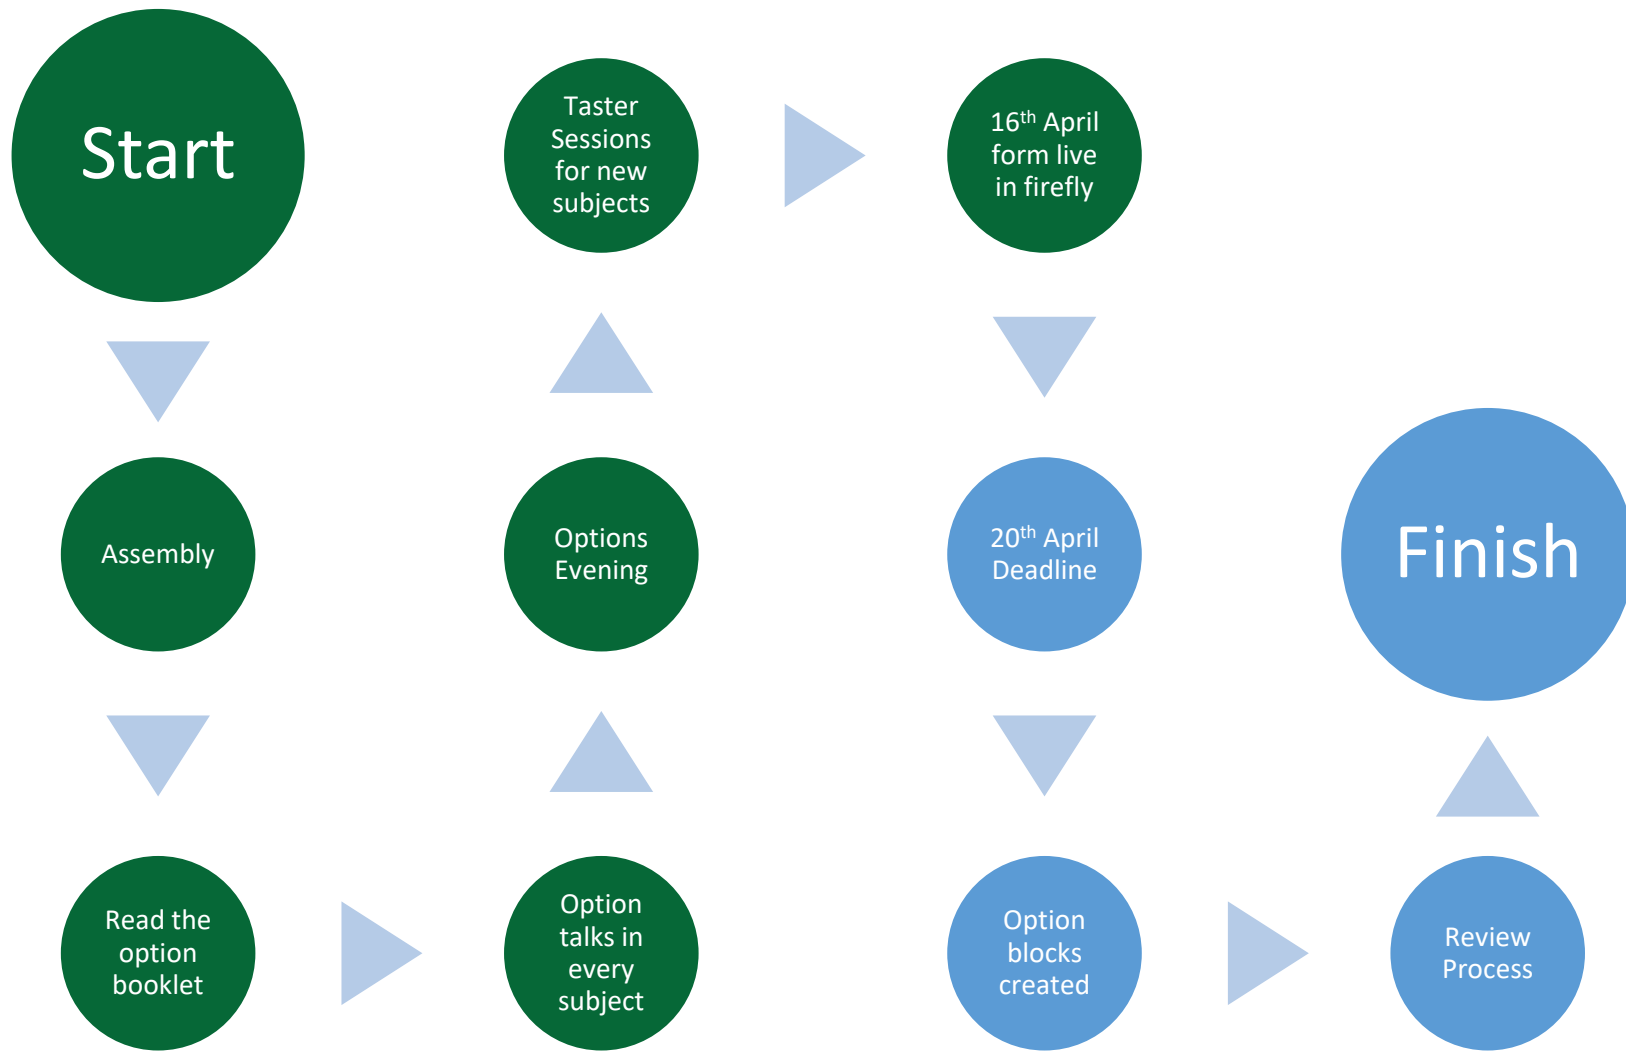 Start
Assembly
Read the
option
booklet
Option
talks in
every
subject
Options
Evening
Taster
Sessions
for new
subjects
16th April
form live
in firefly
20th April
Deadline
Option
blocks
created
Review
Process
Finish